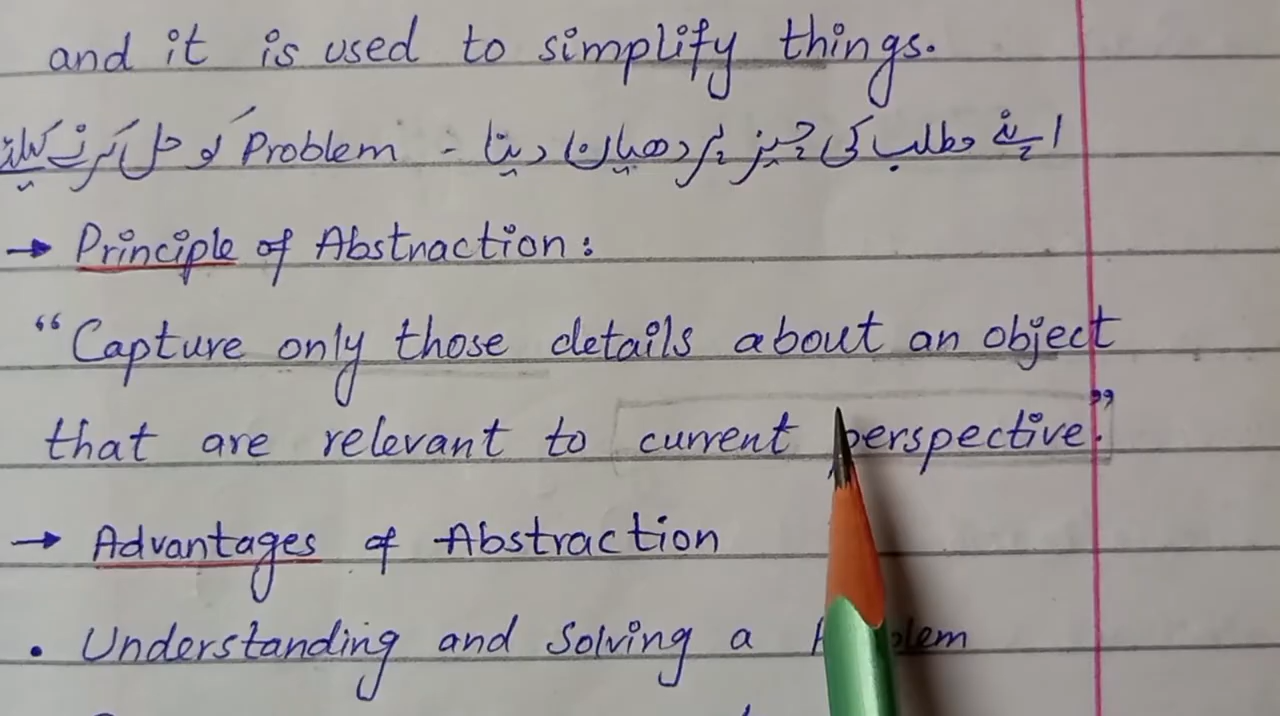 and it is used to simplify things.
اپنے مطلب کی چیز پر دھیان دینا - Problem کو حل کرنے کیلئے
→ Principle of Abstraction:
“Capture only those details about an object
that are relevant to current perspective.”
→ Advantages of Abstraction
• Understanding and Solving a Problem